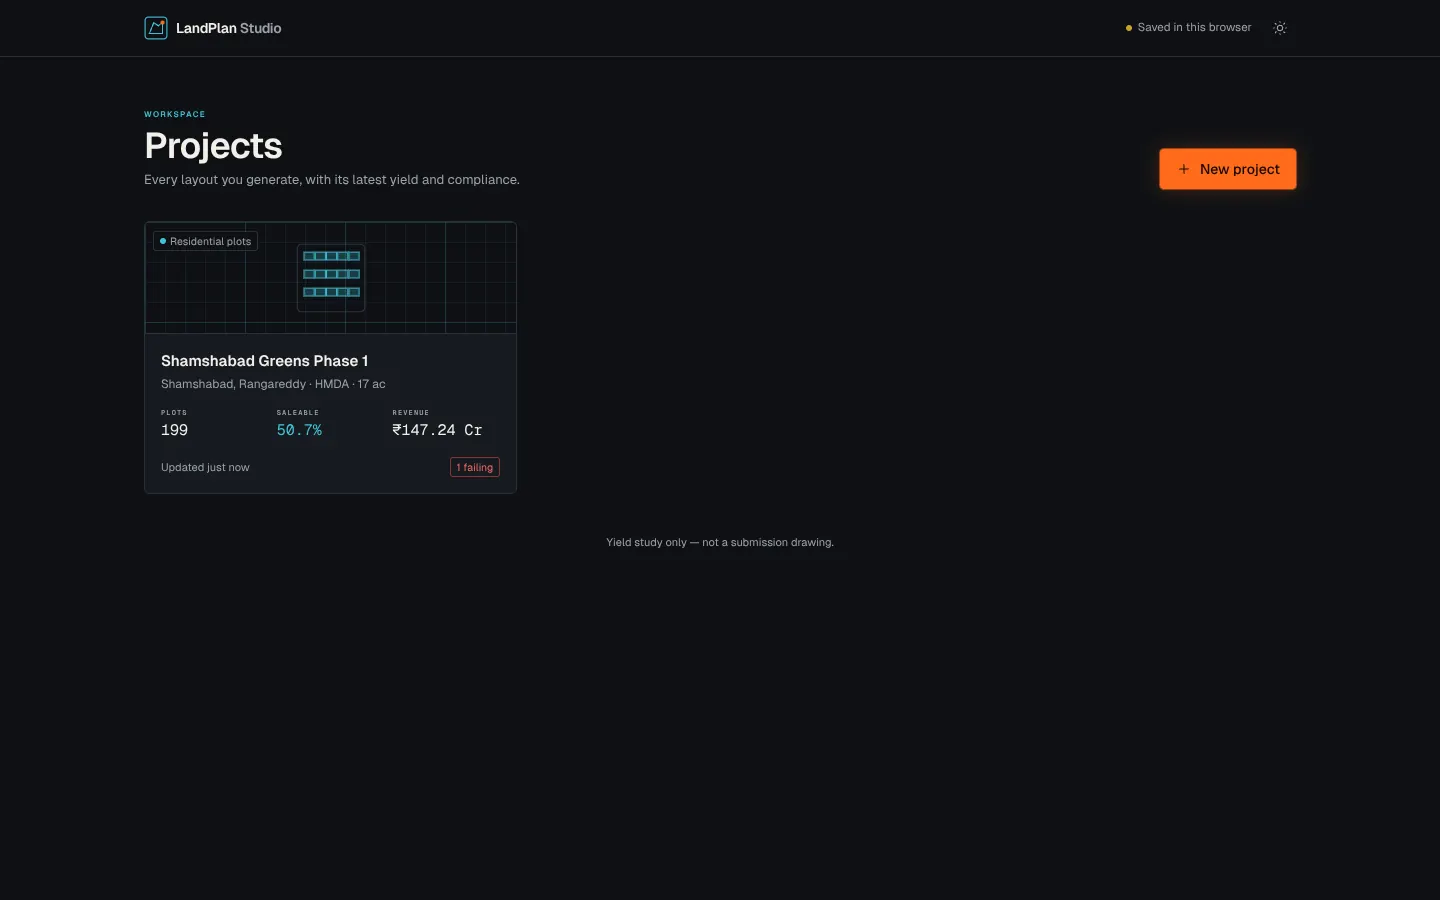 LandPlan Studio
Saved in this browser
WORKSPACE
Projects
Every layout you generate, with its latest yield and compliance.
+ New project
Residential plots
Shamshabad Greens Phase 1
Shamshabad, Rangareddy · HMDA · 17 ac
PLOTS SALEABLE REVENUE
199 50.7% ₹147.24 Cr
Updated just now 1 failing
Yield study only — not a submission drawing.